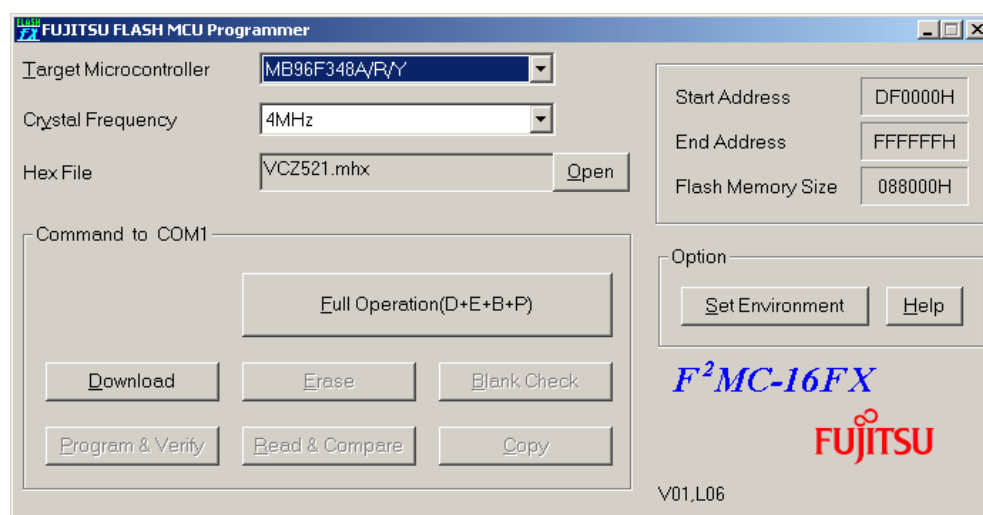 FLASH FX FUJITSU FLASH MCU Programmer
Target Microcontroller MB96F348A/R/Y
Crystal Frequency 4MHz
Hex File VCZ521.mhx Open
Start Address DF0000H
End Address FFFFFFH
Flash Memory Size 088000H
Command to COM1
Full Operation(D+E+B+P)
Download Erase Blank Check
Program & Verify Read & Compare Copy
Option
Set Environment Help
F²MC-16FX
FUJITSU
V01,L06